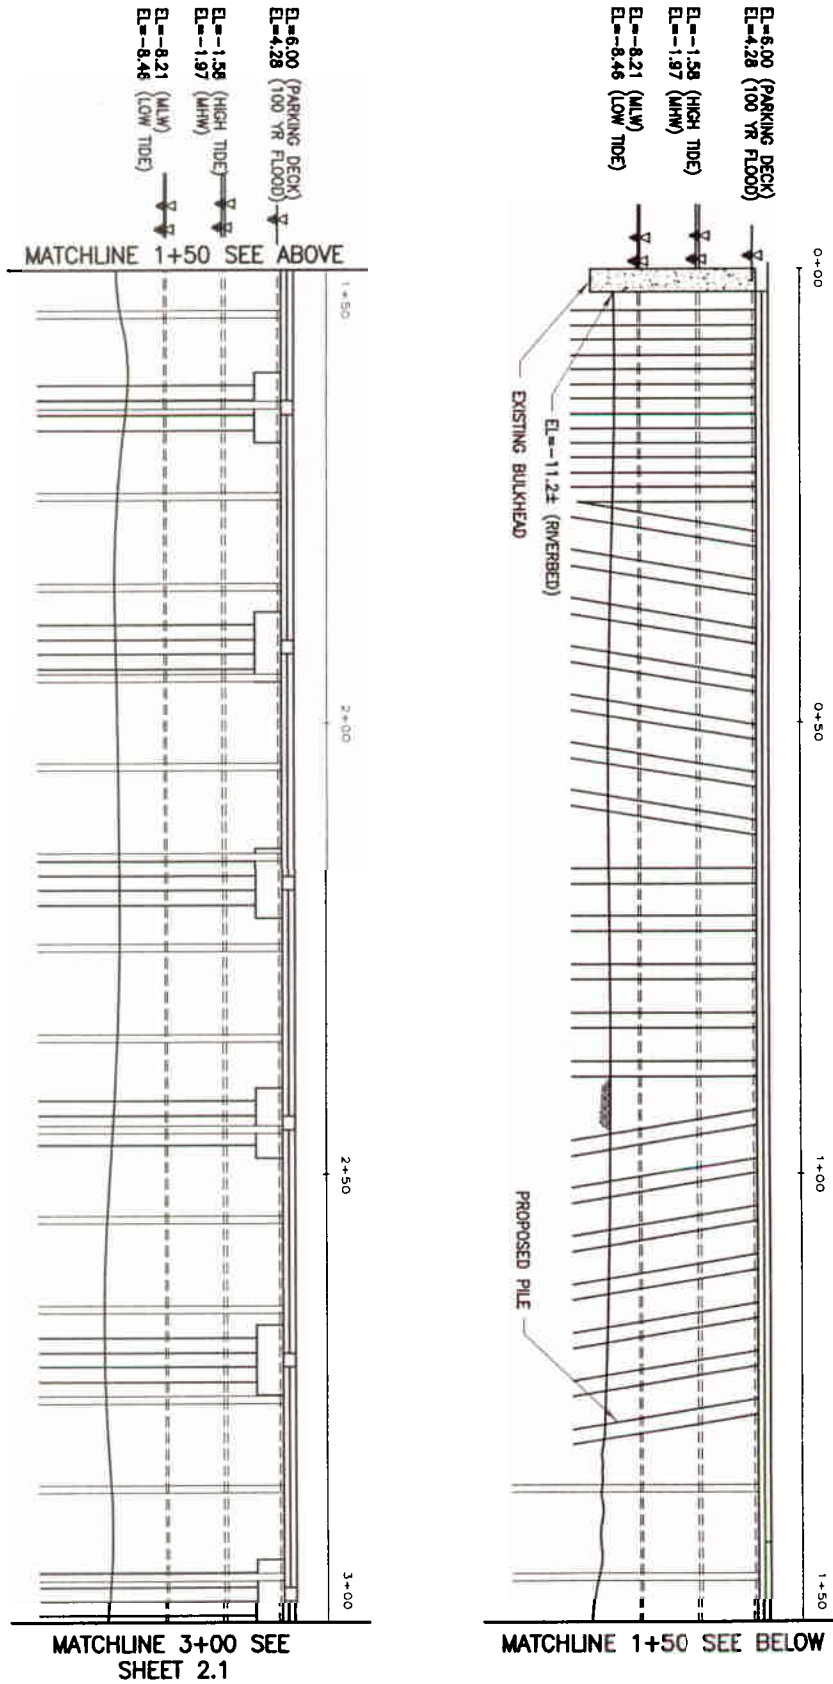 0+00
0+50
1+00
1+50
EL=6.00 (PARKING DECK)
EL=4.28 (100 YR FLOOD)
EL=-1.58 (HIGH TIDE)
EL=-1.97 (MHW)
EL=-8.21 (MLW)
EL=-8.46 (LOW TIDE)
EL=-11.2± (RIVERBED)
EXISTING BULKHEAD
PROPOSED PILE
MATCHLINE 1+50 SEE BELOW
MATCHLINE 1+50 SEE ABOVE
1+50
2+00
2+50
3+00
EL=6.00 (PARKING DECK)
EL=4.28 (100 YR FLOOD)
EL=-1.58 (HIGH TIDE)
EL=-1.97 (MHW)
EL=-8.21 (MLW)
EL=-8.46 (LOW TIDE)
MATCHLINE 3+00 SEE
SHEET 2.1